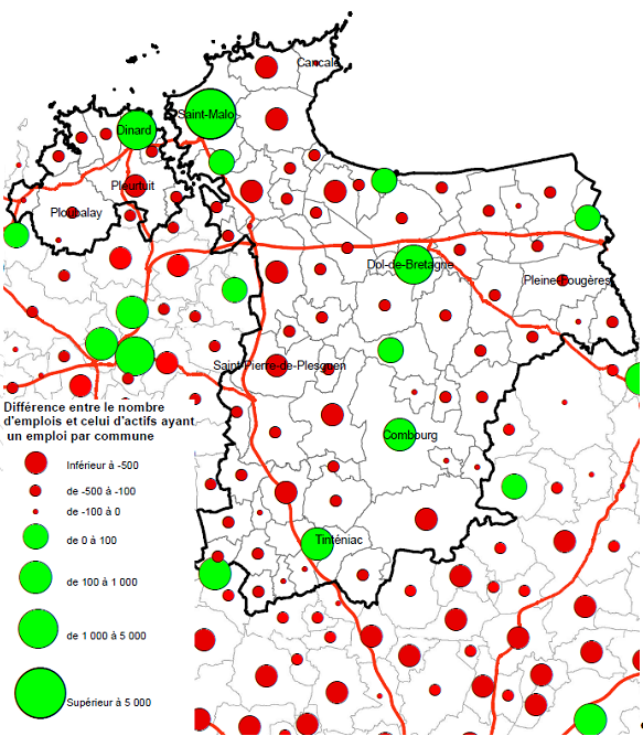 Cancale
Saint-Malo
Dinard
Pleurtuit
Ploubalay
Dol-de-Bretagne
Pleine-Fougères
Saint-Pierre-de-Plesguen
Combourg
Tinténiac
Différence entre le nombre
d'emplois et celui d'actifs ayant
un emploi par commune
Inférieur à -500
de -500 à -100
de -100 à 0
de 0 à 100
de 100 à 1 000
de 1 000 à 5 000
Supérieur à 5 000